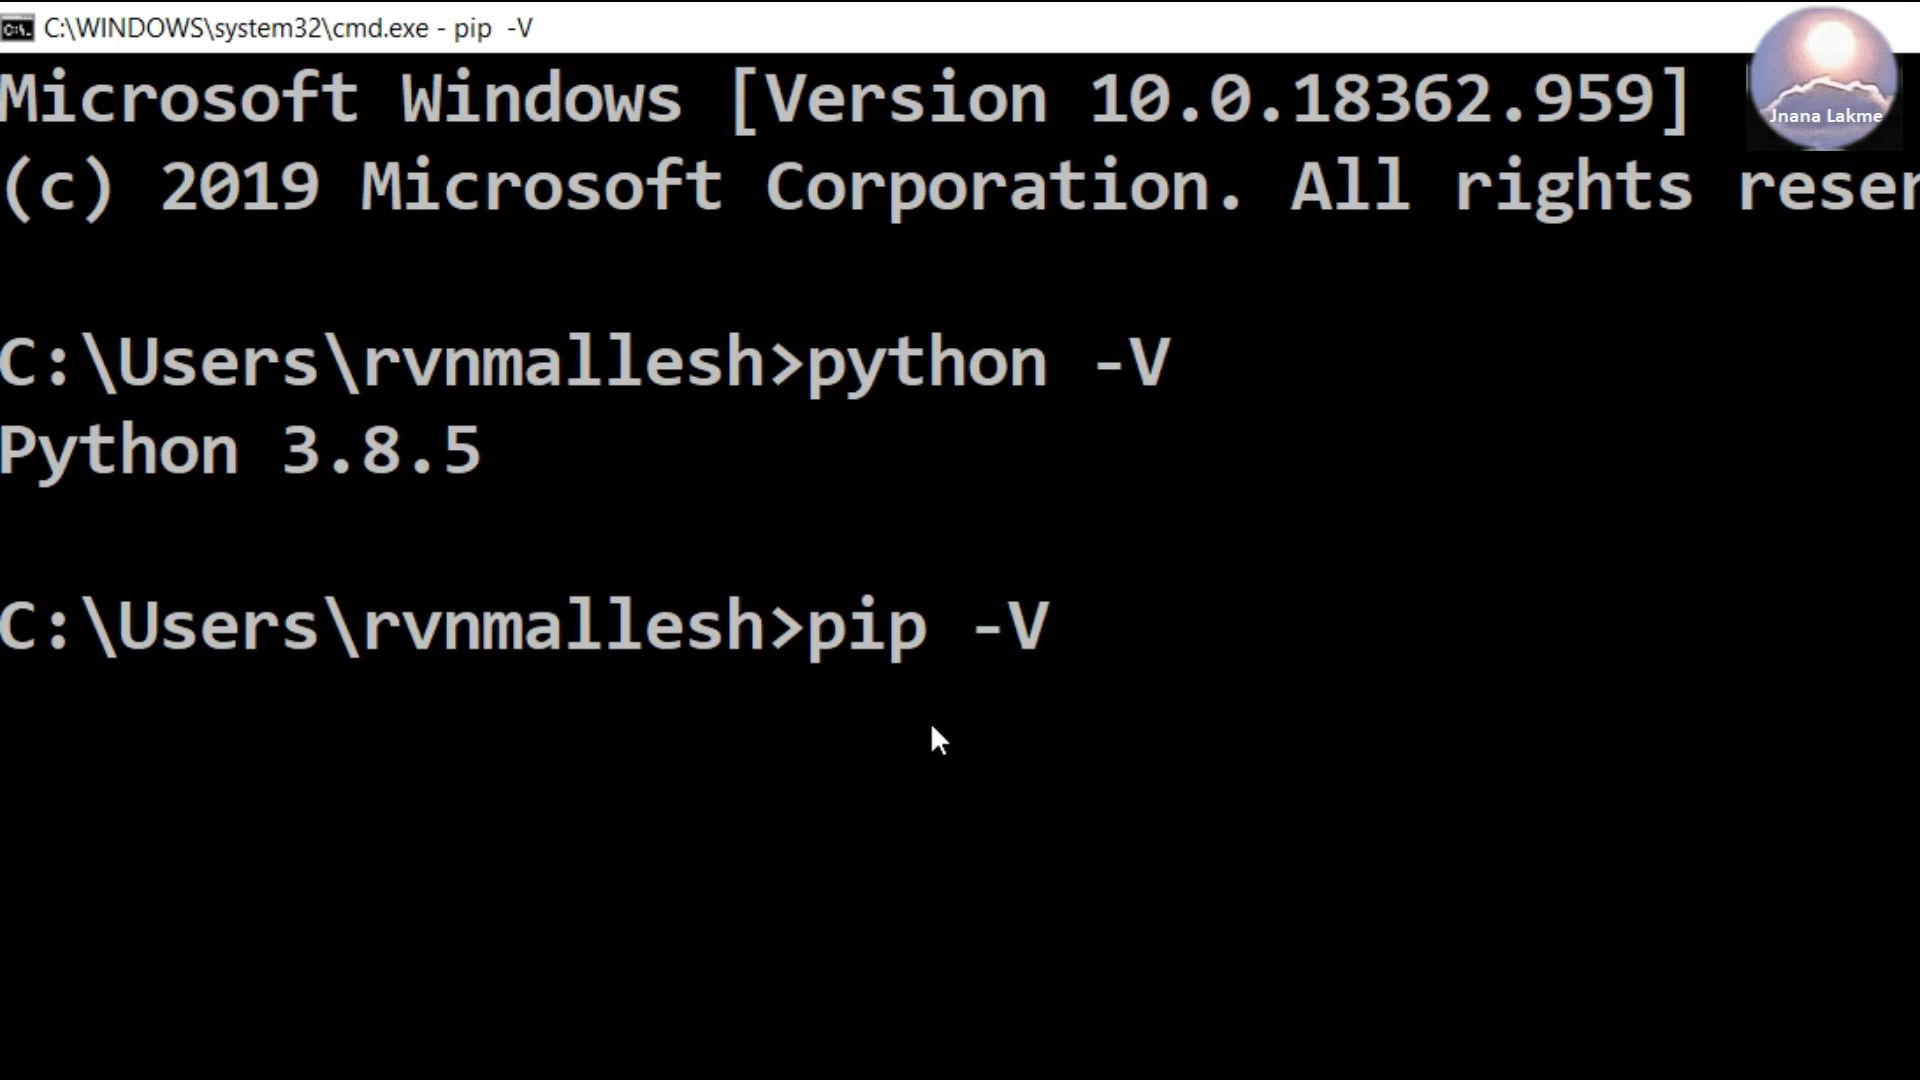 C:\WINDOWS\system32\cmd.exe - pip  -V
Jnana Lakme
Microsoft Windows [Version 10.0.18362.959]
(c) 2019 Microsoft Corporation. All rights reser
C:\Users\rvnmallesh>python -V
Python 3.8.5
C:\Users\rvnmallesh>pip -V